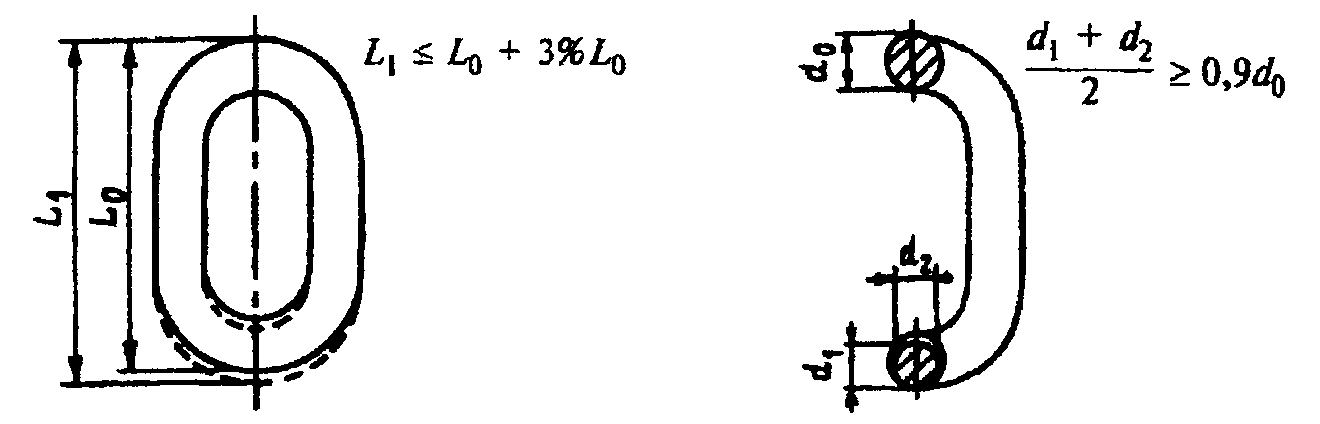 L₁ ≤ L₀ + 3% L₀
L₁
L₀
(d₁ + d₂)/2 ≥ 0,9d₀
d₀
d₂
d₁